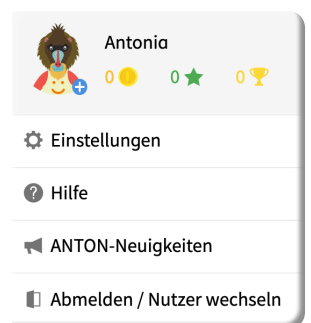 Antonia
0 0 0
Einstellungen
Hilfe
ANTON-Neuigkeiten
Abmelden / Nutzer wechseln